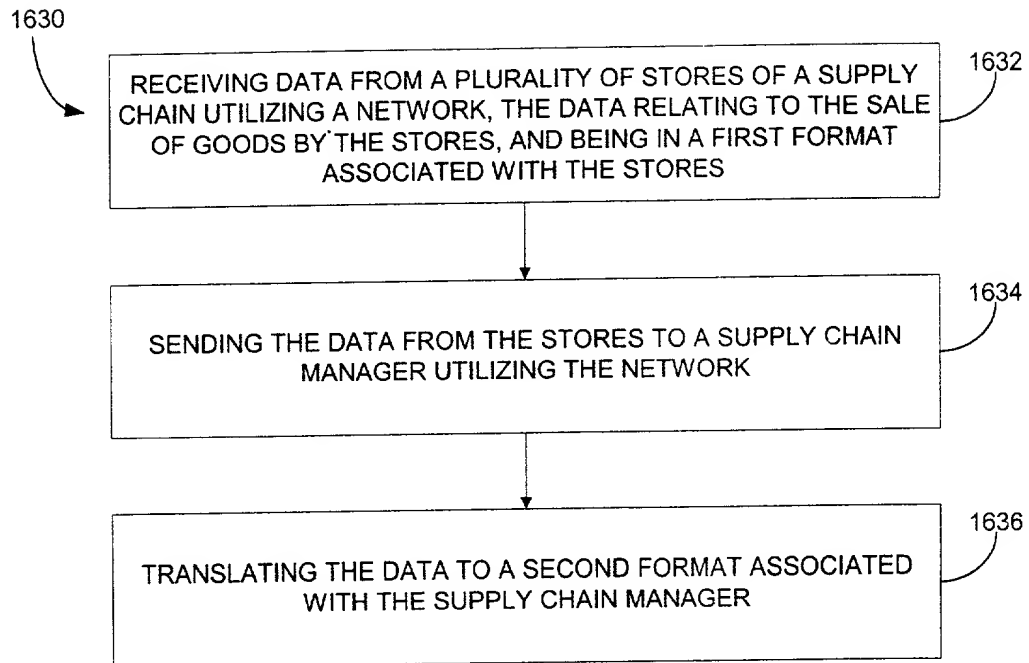 1630
RECEIVING DATA FROM A PLURALITY OF STORES OF A SUPPLY
CHAIN UTILIZING A NETWORK, THE DATA RELATING TO THE SALE
OF GOODS BY THE STORES, AND BEING IN A FIRST FORMAT
ASSOCIATED WITH THE STORES
1632
SENDING THE DATA FROM THE STORES TO A SUPPLY CHAIN
MANAGER UTILIZING THE NETWORK
1634
TRANSLATING THE DATA TO A SECOND FORMAT ASSOCIATED
WITH THE SUPPLY CHAIN MANAGER
1636